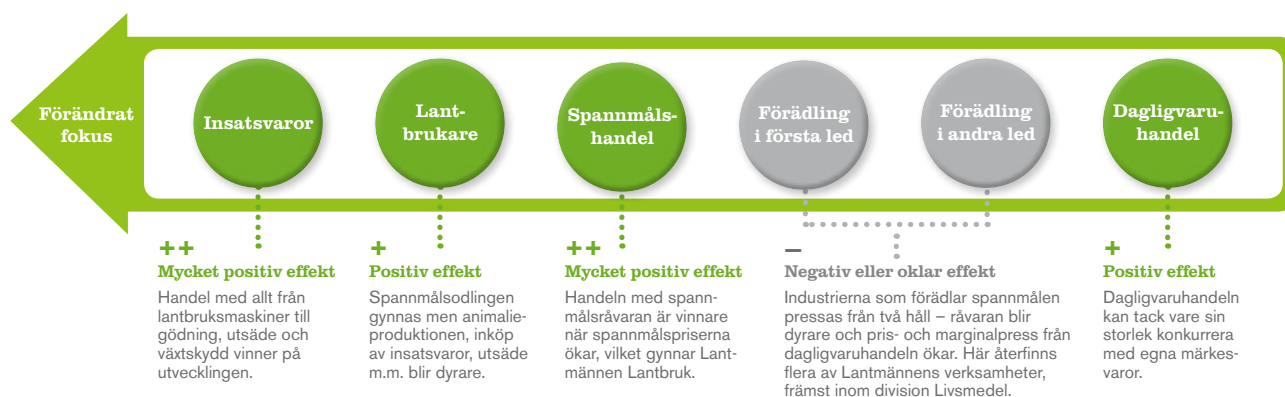 Förändrat
fokus
Insatsvaror
Lant-
brukare
Spannmåls-
handel
Förädling
i första led
Förädling
i andra led
Dagligvaru-
handel
++
Mycket positiv effekt
Handel med allt från
lantbruksmaskiner till
gödning, utsäde och
växtskydd vinner på
utvecklingen.
+
Positiv effekt
Spannmålsodlingen
gynnas men animalie-
produktionen, inköp
av insatsvaror, utsäde
m.m. blir dyrare.
++
Mycket positiv effekt
Handeln med spann-
målsråvaran är vinnare
när spannmålspriserna
ökar, vilket gynnar Lant-
männen Lantbruk.
–
Negativ eller oklar effekt
Industrierna som förädlar spannmålen
pressas från två håll – råvaran blir
dyrare och pris- och marginalpress från
dagligvaruhandeln ökar. Här återfinns
flera av Lantmännens verksamheter,
främst inom division Livsmedel.
+
Positiv effekt
Dagligvaruhandeln
kan tack vare sin
storlek konkurrera
med egna märkes-
varor.